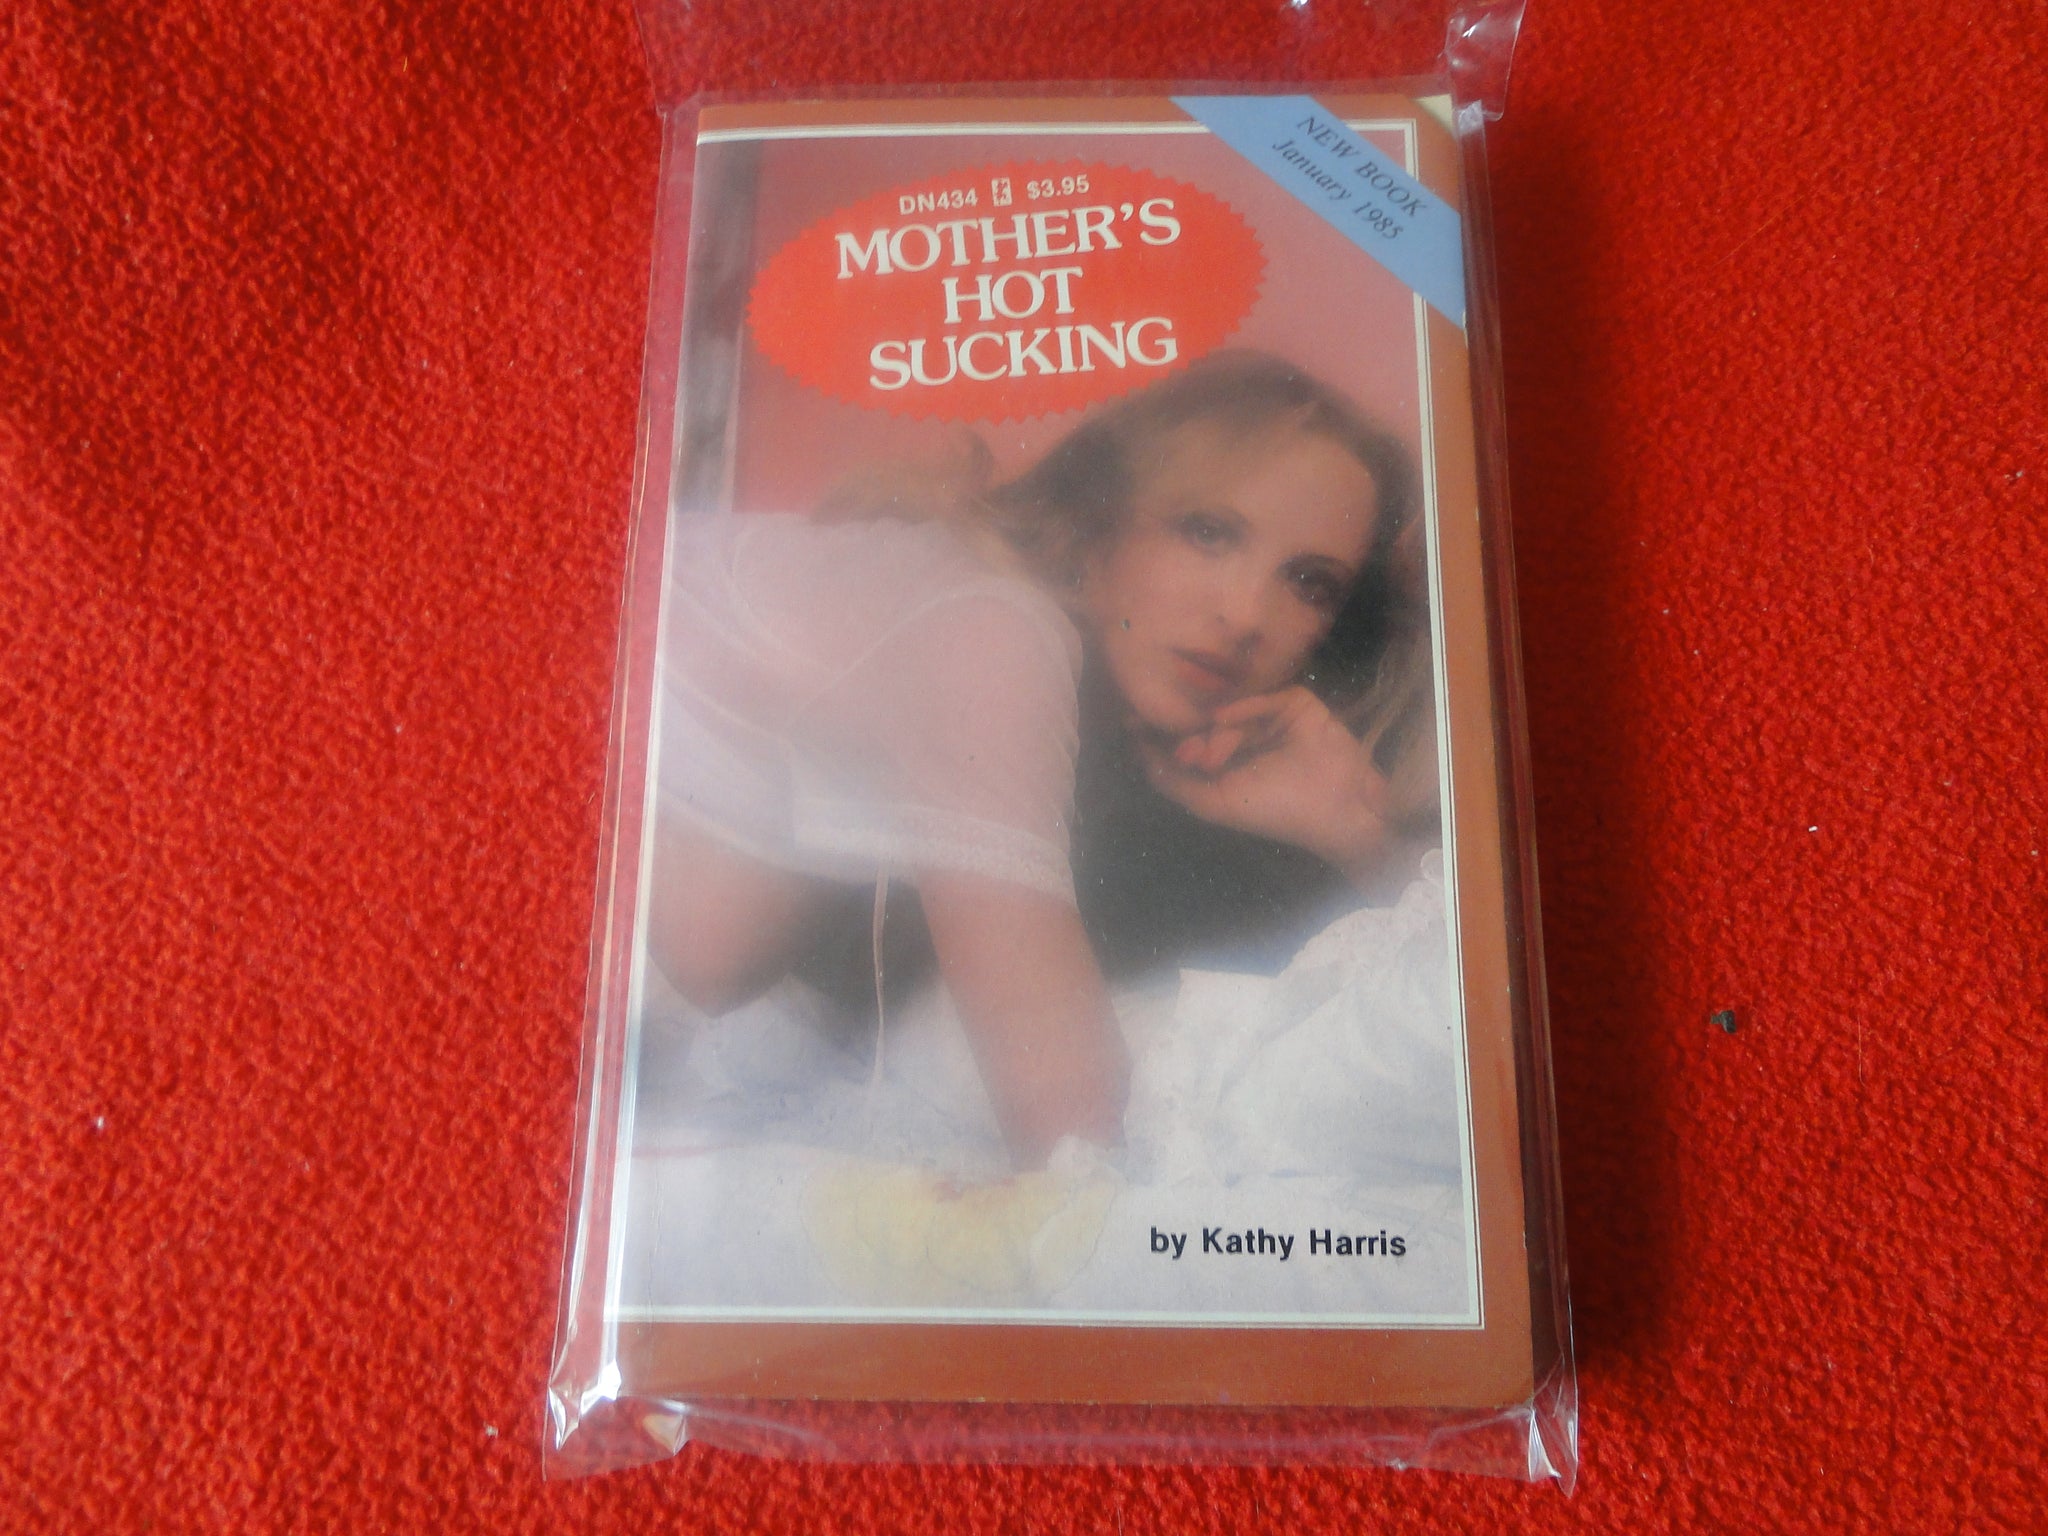 NEW BOOK
January 1985
DN434 $3.95
MOTHER'S
HOT
SUCKING
by Kathy Harris